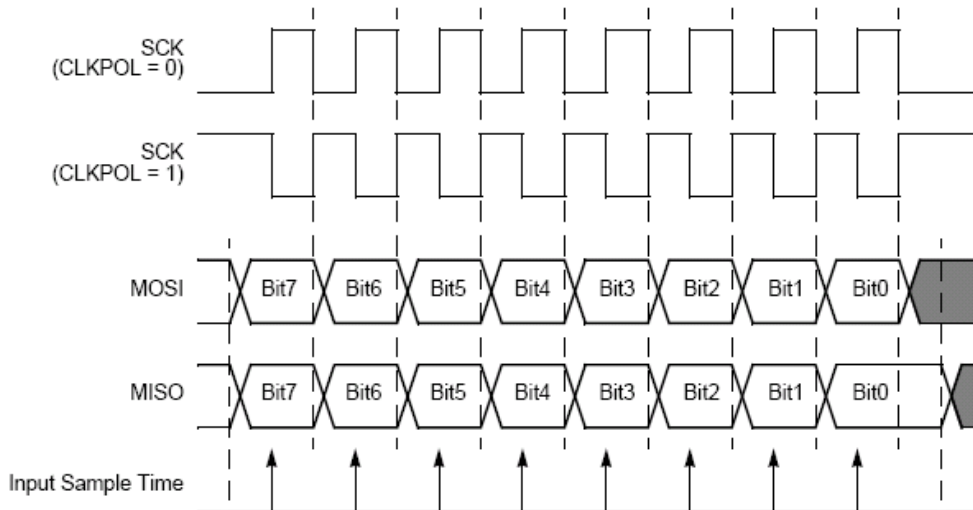 SCK
(CLKPOL = 0)
SCK
(CLKPOL = 1)
MOSI Bit7 Bit6 Bit5 Bit4 Bit3 Bit2 Bit1 Bit0
MISO Bit7 Bit6 Bit5 Bit4 Bit3 Bit2 Bit1 Bit0
Input Sample Time